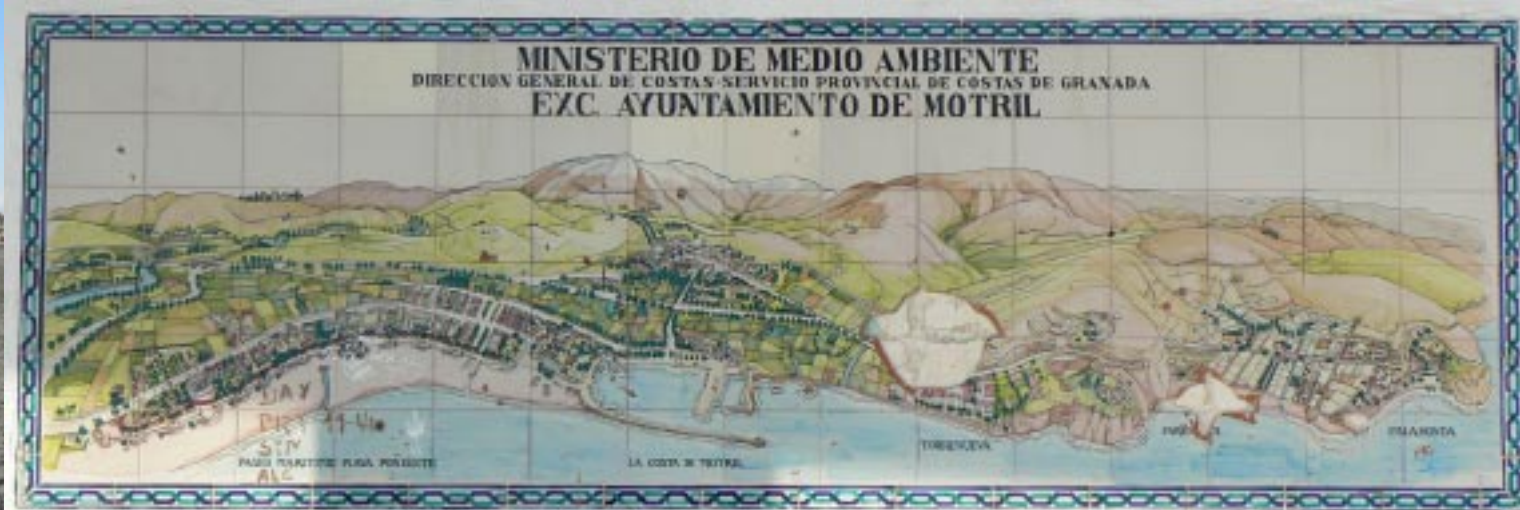 MINISTERIO DE MEDIO AMBIENTE
DIRECCION GENERAL DE COSTAS-SERVICIO PROVINCIAL DE COSTAS DE GRANADA
EXC. AYUNTAMIENTO DE MOTRIL
TORRENUEVA
PASEO MARITIMO PLAYA PONIENTE
LA COSTA DE MOTRIL